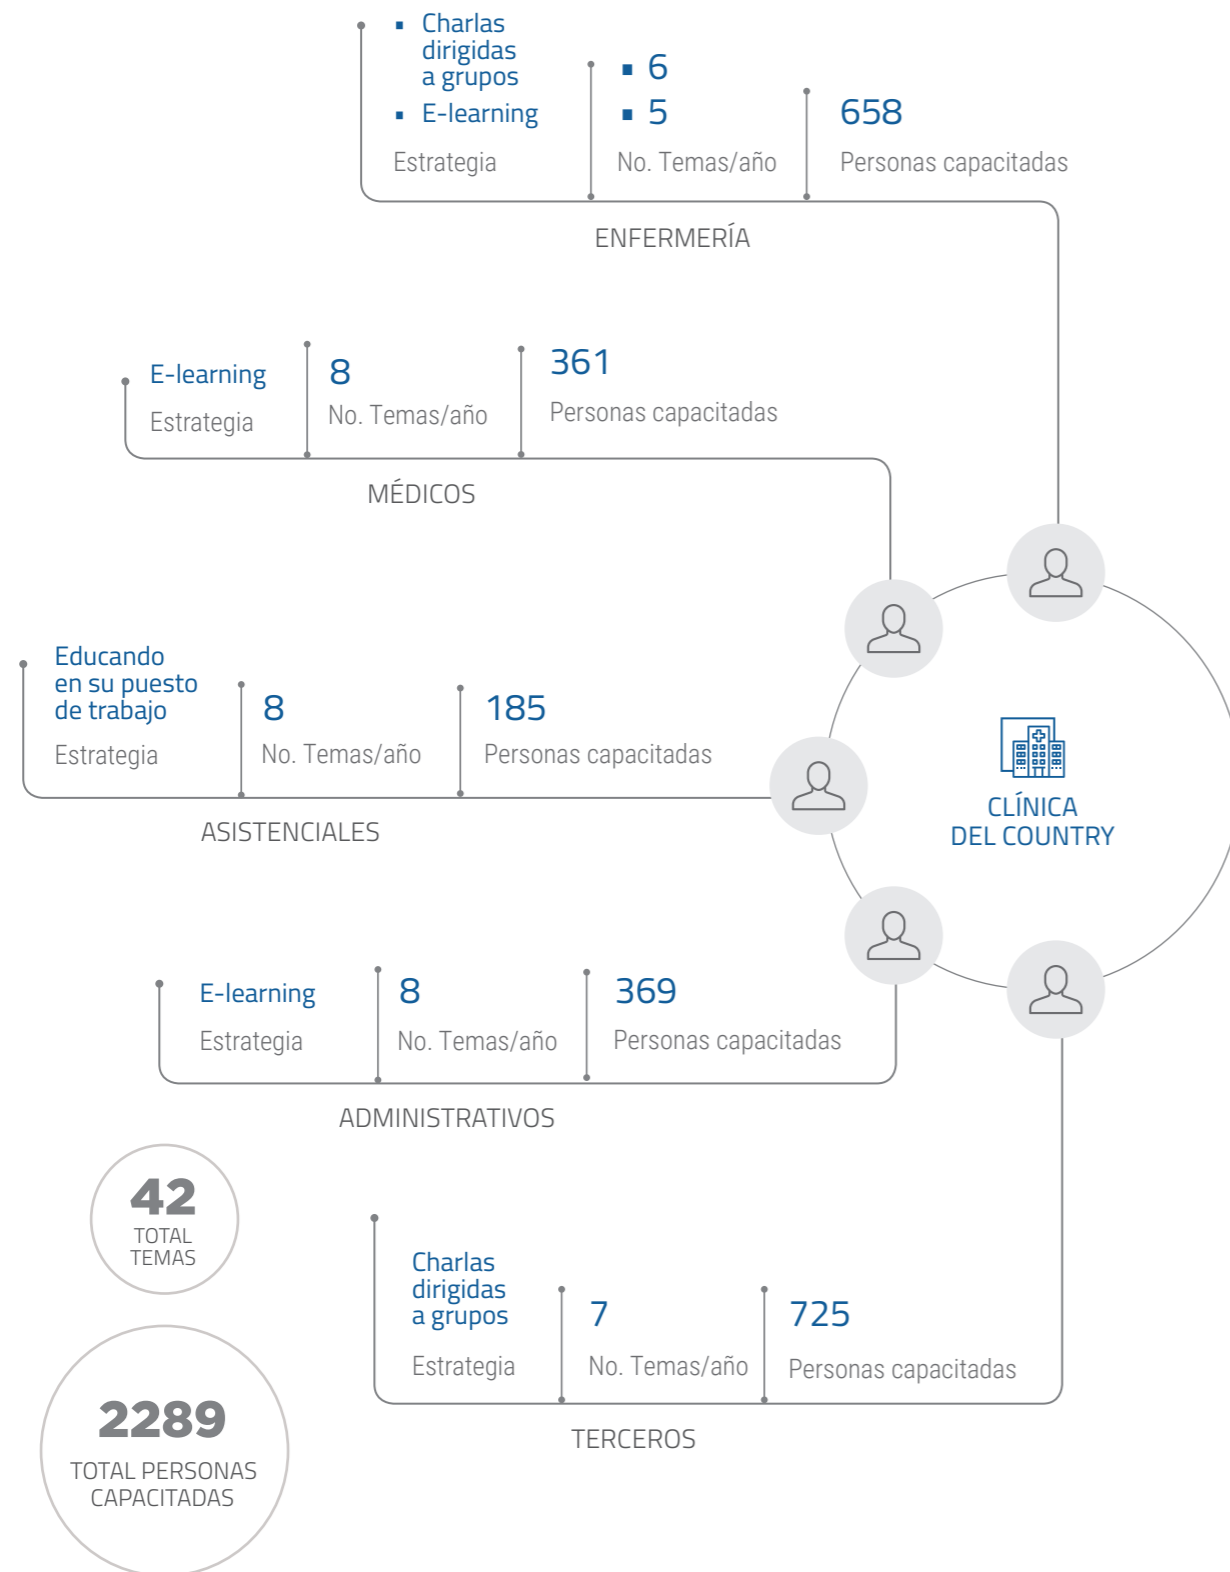 Charlas
dirigidas
a grupos
E-learning
Estrategia
6
5
No. Temas/año
658
Personas capacitadas
ENFERMERÍA
E-learning
Estrategia
8
No. Temas/año
361
Personas capacitadas
MÉDICOS
Educando
en su puesto
de trabajo
Estrategia
8
No. Temas/año
185
Personas capacitadas
ASISTENCIALES
CLÍNICA
DEL COUNTRY
E-learning
Estrategia
8
No. Temas/año
369
Personas capacitadas
ADMINISTRATIVOS
42
TOTAL
TEMAS
Charlas
dirigidas
a grupos
Estrategia
7
No. Temas/año
725
Personas capacitadas
TERCEROS
2289
TOTAL PERSONAS
CAPACITADAS